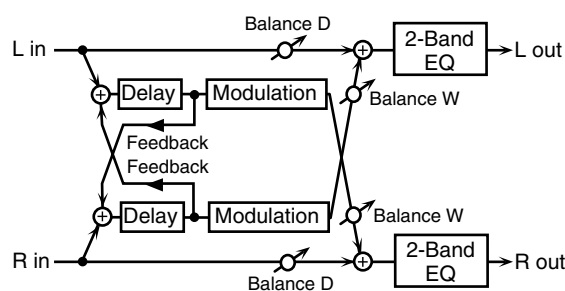 Balance D
L in
2-Band
EQ
L out
Delay
Modulation
Balance W
Feedback
Feedback
Delay
Modulation
Balance W
R in
2-Band
EQ
R out
Balance D